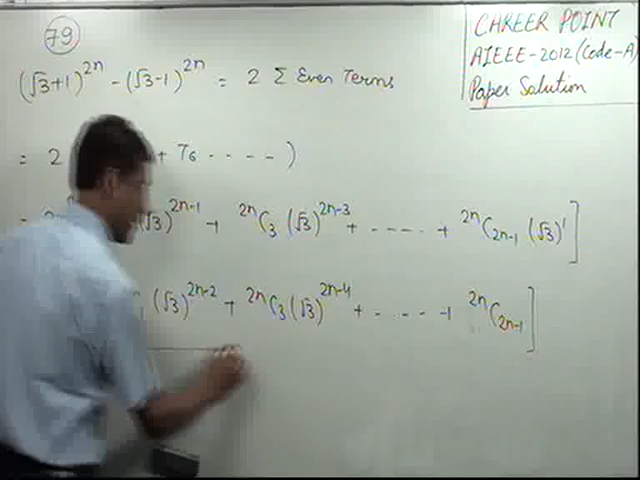 79
CAREER POINT
AIEEE-2012 (Code-A)
Paper Solution
(√3+1)^2n - (√3-1)^2n = 2 Σ Even Terms
= 2 + T6 - - - - )
(√3)^2n-1 + 2nC3 (√3)^2n-3 + - - - - + 2nC2n-1 (√3)^1 ]
(√3)^2n-2 + 2nC3 (√3)^2n-4 + - - - - 2nC2n-1 ]